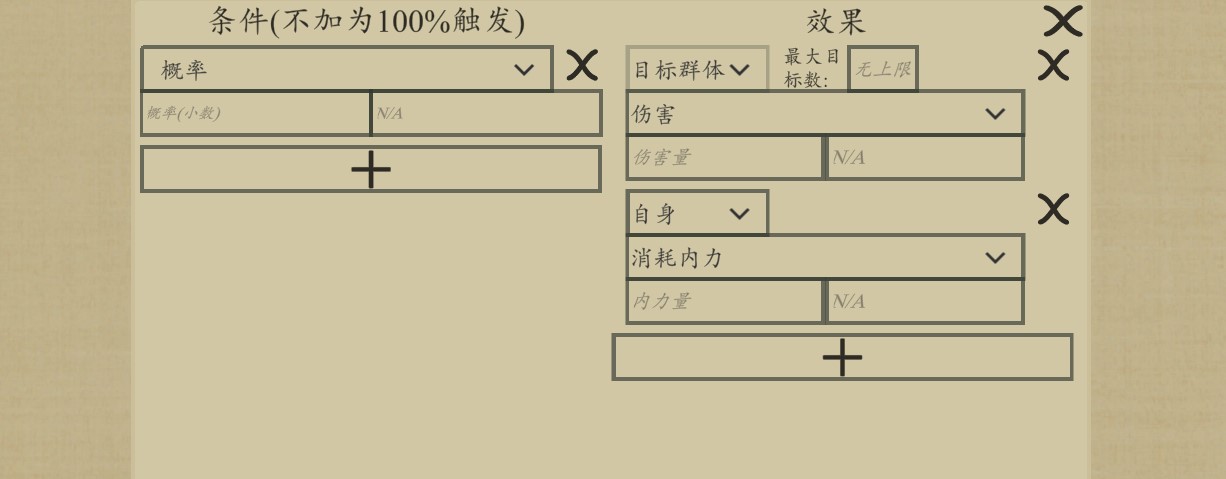 条件(不加为100%触发)
效果
概率
概率(小数)
N/A
目标群体
最大目
标数:
无上限
伤害
伤害量
N/A
自身
消耗内力
内力量
N/A